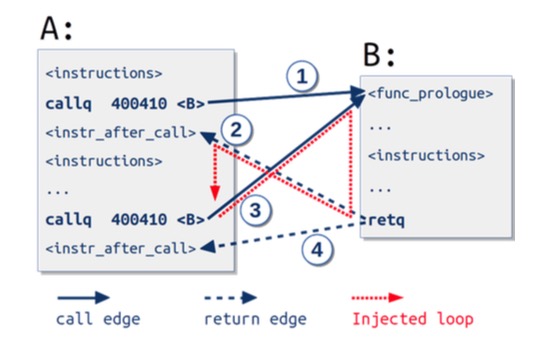 A:
<instructions>
callq 400410 <B>
<instr_after_call>
<instructions>
...
callq 400410 <B>
<instr_after_call>
1
2
3
4
B:
<func_prologue>
...
<instructions>
...
retq
call edge
return edge
Injected loop